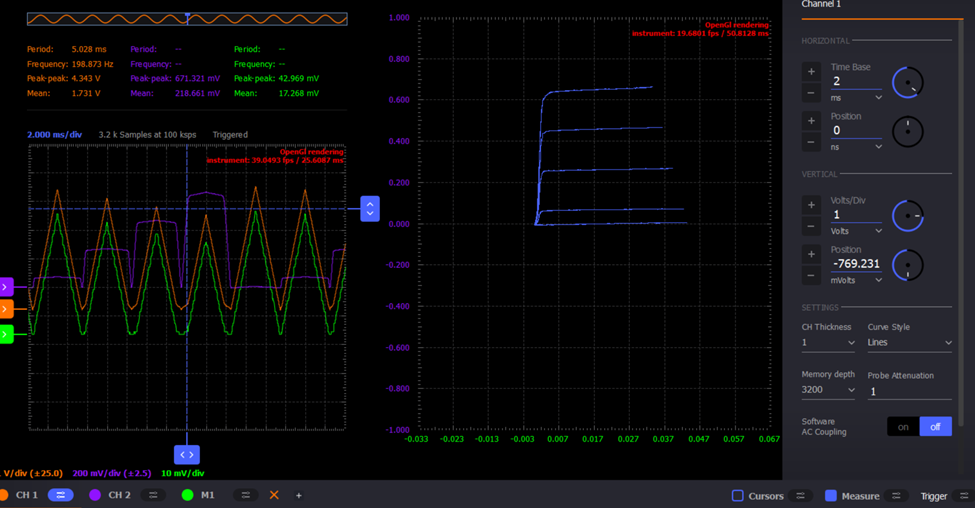 Channel 1
HORIZONTAL
Time Base
2
ms
Position
0
ns
VERTICAL
Volts/Div
1
Volts
Position
-769.231
mVolts
SETTINGS
CH Thickness Curve Style
1 Lines
Memory depth Probe Attenuation
3200 1
Software
AC Coupling
on off
Period: 5.028 ms Period: -- Period: --
Frequency: 198.873 Hz Frequency: -- Frequency: --
Peak-peak: 4.343 V Peak-peak: 671.321 mV Peak-peak: 42.969 mV
Mean: 1.731 V Mean: 218.661 mV Mean: 17.268 mV
2.000 ms/div 3.2 k Samples at 100 ksps Triggered
OpenGl rendering
instrument: 39.0493 fps / 25.6087 ms
OpenGl rendering
instrument: 19.6801 fps / 50.8128 ms
1.000
0.800
0.600
0.400
0.200
0.000
-0.200
-0.400
-0.600
-0.800
-1.000
-0.033 -0.023 -0.013 -0.003 0.007 0.017 0.027 0.037 0.047 0.057 0.067
V/div (±25.0) 200 mV/div (±2.5) 10 mV/div
CH 1 CH 2 M1 +
Cursors Measure Trigger